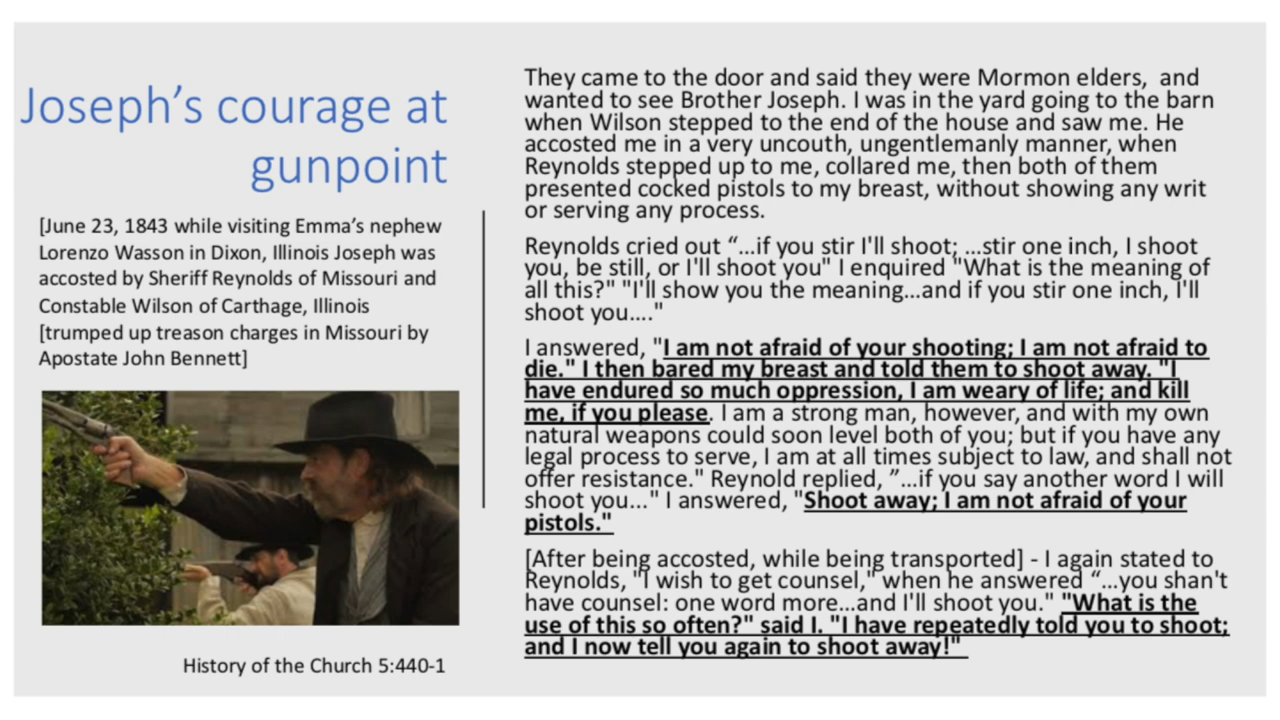 Joseph’s courage at
gunpoint
[June 23, 1843 while visiting Emma’s nephew
Lorenzo Wasson in Dixon, Illinois Joseph was
accosted by Sheriff Reynolds of Missouri and
Constable Wilson of Carthage, Illinois
[trumped up treason charges in Missouri by
Apostate John Bennett]
History of the Church 5:440-1
They came to the door and said they were Mormon elders,  and
wanted to see Brother Joseph. I was in the yard going to the barn
when Wilson stepped to the end of the house and saw me. He
accosted me in a very uncouth, ungentlemanly manner, when
Reynolds stepped up to me, collared me, then both of them
presented cocked pistols to my breast, without showing any writ
or serving any process.
Reynolds cried out “…if you stir I'll shoot; …stir one inch, I shoot
you, be still, or I'll shoot you" I enquired "What is the meaning of
all this?" "I'll show you the meaning…and if you stir one inch, I'll
shoot you…."
I answered, "I am not afraid of your shooting; I am not afraid to
die." I then bared my breast and told them to shoot away. "I
have endured so much oppression, I am weary of life; and kill
me, if you please. I am a strong man, however, and with my own
natural weapons could soon level both of you; but if you have any
legal process to serve, I am at all times subject to law, and shall not
offer resistance." Reynold replied, ”…if you say another word I will
shoot you…" I answered, "Shoot away; I am not afraid of your
pistols."
[After being accosted, while being transported] - I again stated to
Reynolds, "I wish to get counsel," when he answered “…you shan't
have counsel: one word more…and I'll shoot you." "What is the
use of this so often?" said I. "I have repeatedly told you to shoot;
and I now tell you again to shoot away!"